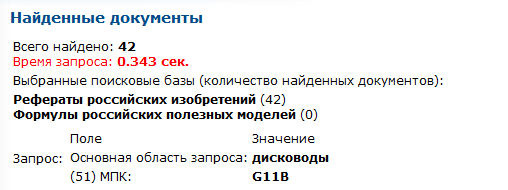 Найденные документы
Всего найдено: 42
Время запроса: 0.343 сек.
Выбранные поисковые базы (количество найденных документов):
Рефераты российских изобретений (42)
Формулы российских полезных моделей (0)
Поле Значение
Запрос: Основная область запроса: дисководы
(51) МПК: G11B